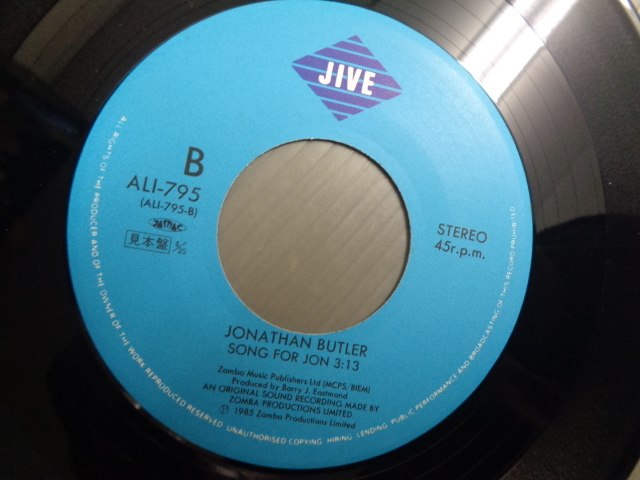 JIVE
B
ALI-795
(ALI-795-B)
見本盤
STEREO
45r.p.m.
JONATHAN BUTLER
SONG FOR JON 3:13
Zomba Music Publishers Ltd (MCPS/BIEM)
Produced by Barry J. Eastmond
AN ORIGINAL SOUND RECORDING MADE BY
ZOMBA PRODUCTIONS LIMITED
Ⓟ 1985 Zomba Productions Limited
ALL RIGHTS OF THE PRODUCER AND OF THE OWNER OF THE WORK REPRODUCED RESERVED UNAUTHORISED COPYING HIRING LENDING PUBLIC PERFORMANCE AND BROADCASTING OF THIS RECORD PROHIBITED